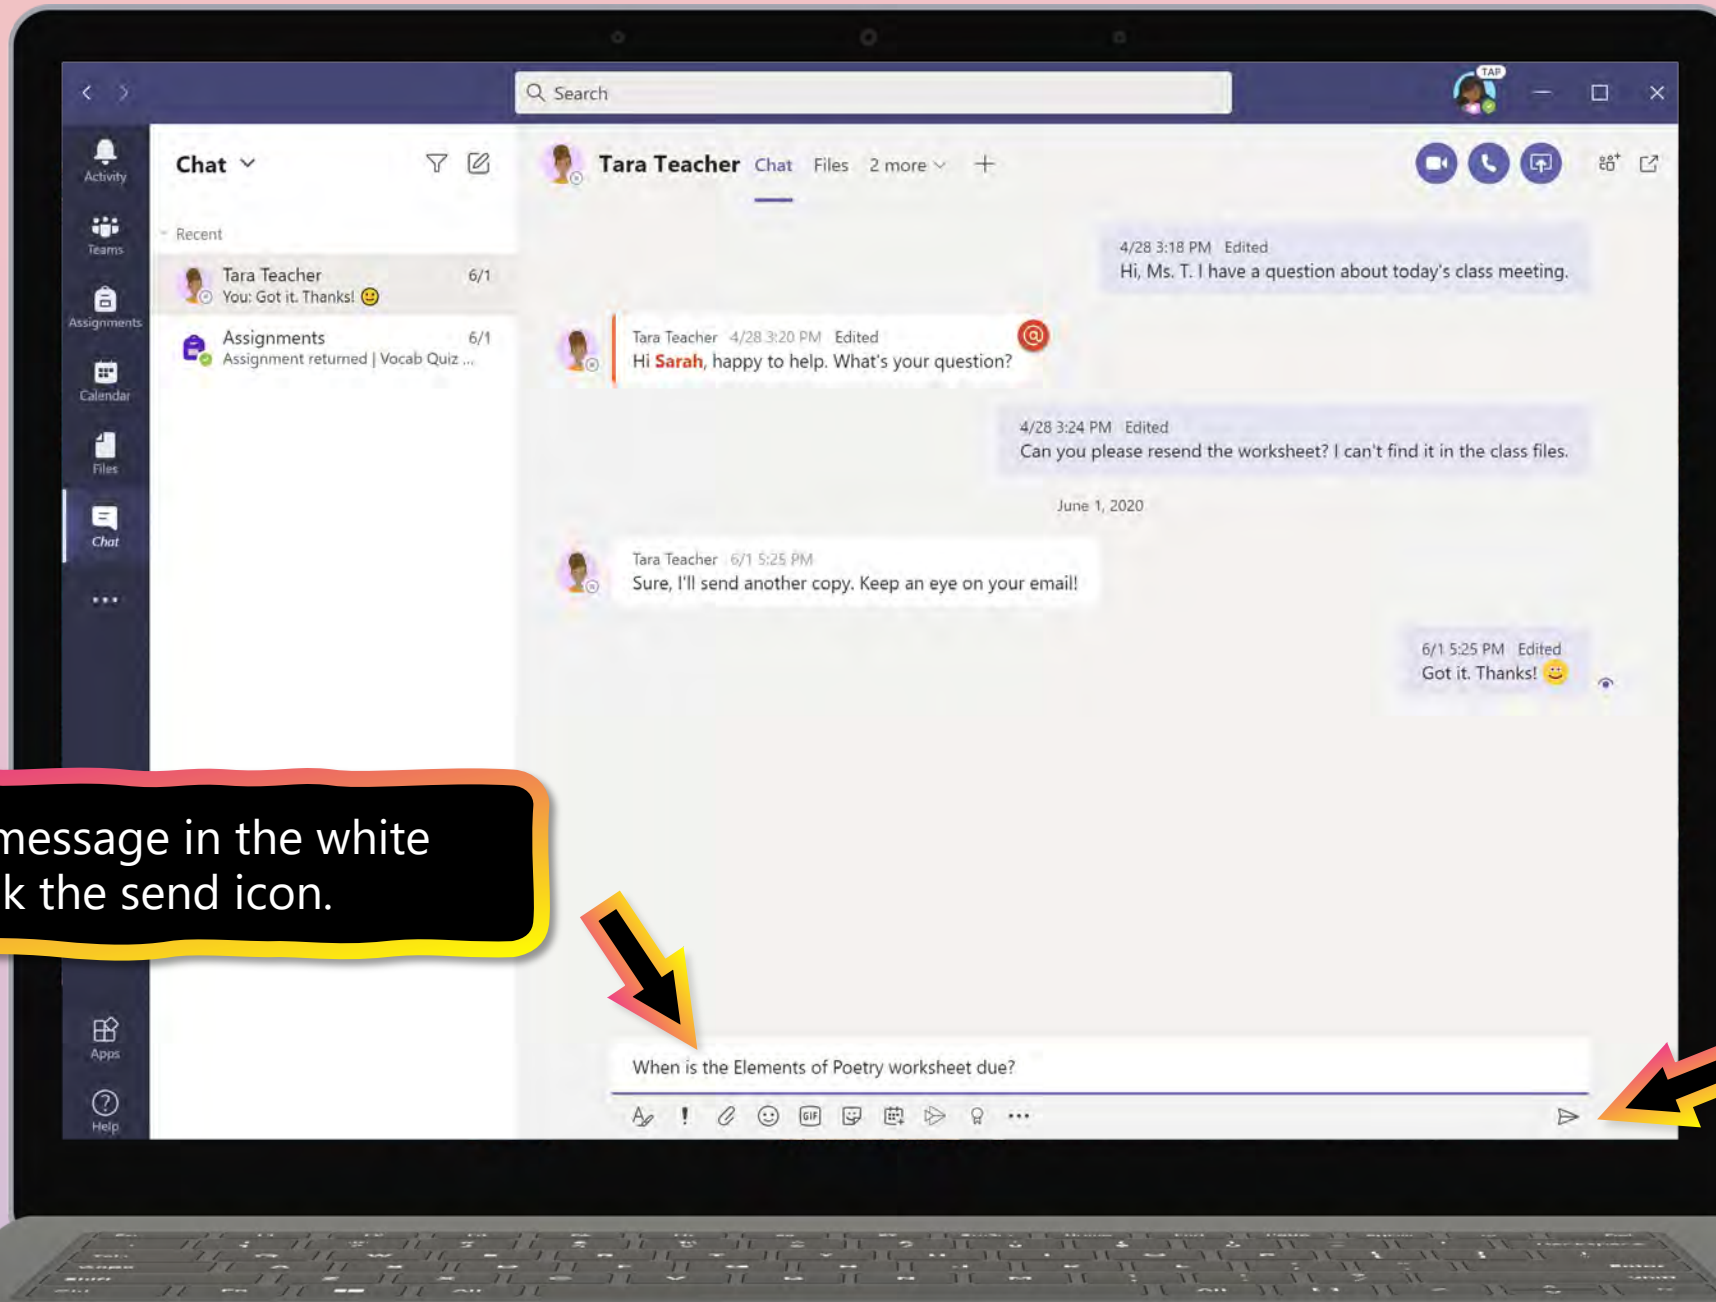 Search
TAP
Activity
Teams
Assignments
Calendar
Files
Chat
Apps
Help
Chat
Recent
Tara Teacher 6/1
You: Got it. Thanks!
Assignments 6/1
Assignment returned | Vocab Quiz ...
Tara Teacher Chat Files 2 more
4/28 3:18 PM Edited
Hi, Ms. T. I have a question about today's class meeting.
Tara Teacher 4/28 3:20 PM Edited
@
Hi Sarah, happy to help. What's your question?
4/28 3:24 PM Edited
Can you please resend the worksheet? I can't find it in the class files.
June 1, 2020
Tara Teacher 6/1 5:25 PM
Sure, I'll send another copy. Keep an eye on your email!
6/1 5:25 PM Edited
Got it. Thanks!
message in the white
k the send icon.
When is the Elements of Poetry worksheet due?
GIF